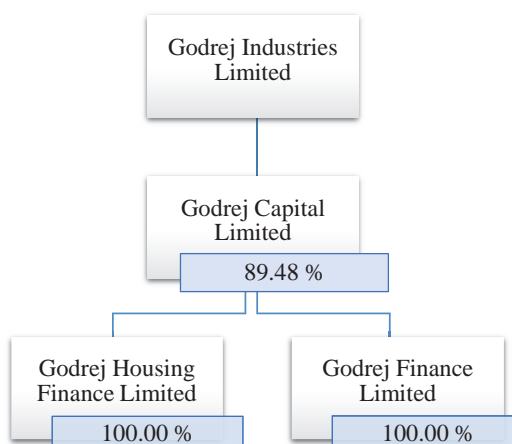 Godrej Industries
Limited
Godrej Capital
Limited
89.48 %
Godrej Housing
Finance Limited
100.00 %
Godrej Finance
Limited
100.00 %